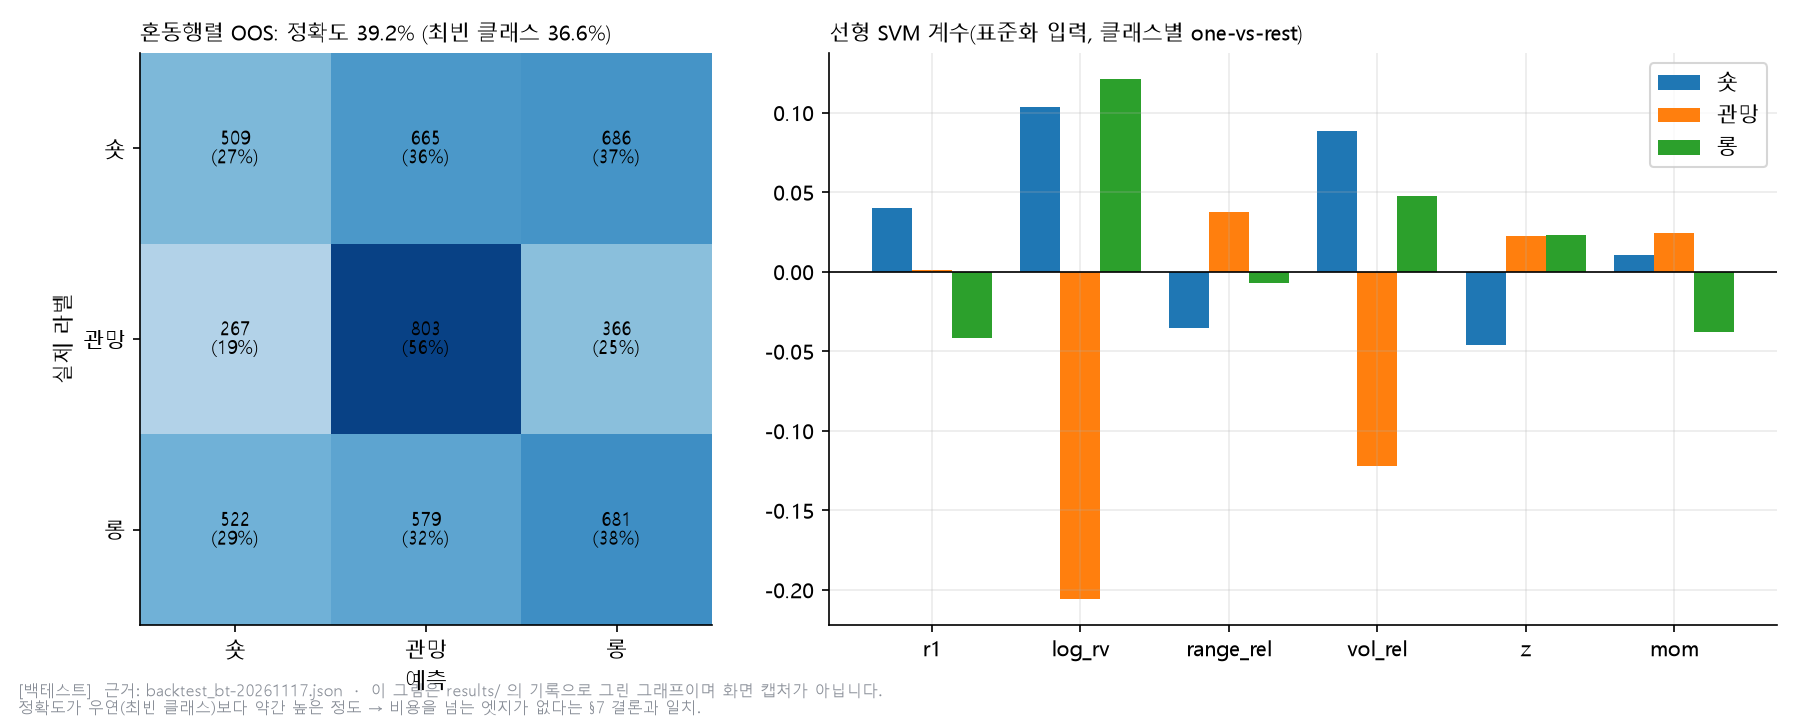 혼동행렬 OOS: 정확도 39.2% (최빈 클래스 36.6%)
숏
관망
롱
실제 라벨
509
(27%)
665
(36%)
686
(37%)
267
(19%)
803
(56%)
366
(25%)
522
(29%)
579
(32%)
681
(38%)
숏
관망
롱
예측
선형 SVM 계수(표준화 입력, 클래스별 one-vs-rest)
숏
관망
롱
0.10
0.05
0.00
-0.05
-0.10
-0.15
-0.20
r1
log_rv
range_rel
vol_rel
z
mom
[백테스트] 근거: backtest_bt-20261117.json · 이 그림은 results/ 의 기록으로 그린 그래프이며 화면 캡처가 아닙니다.
정확도가 우연(최빈 클래스)보다 약간 높은 정도 → 비용을 넘는 엣지가 없다는 §7 결론과 일치.